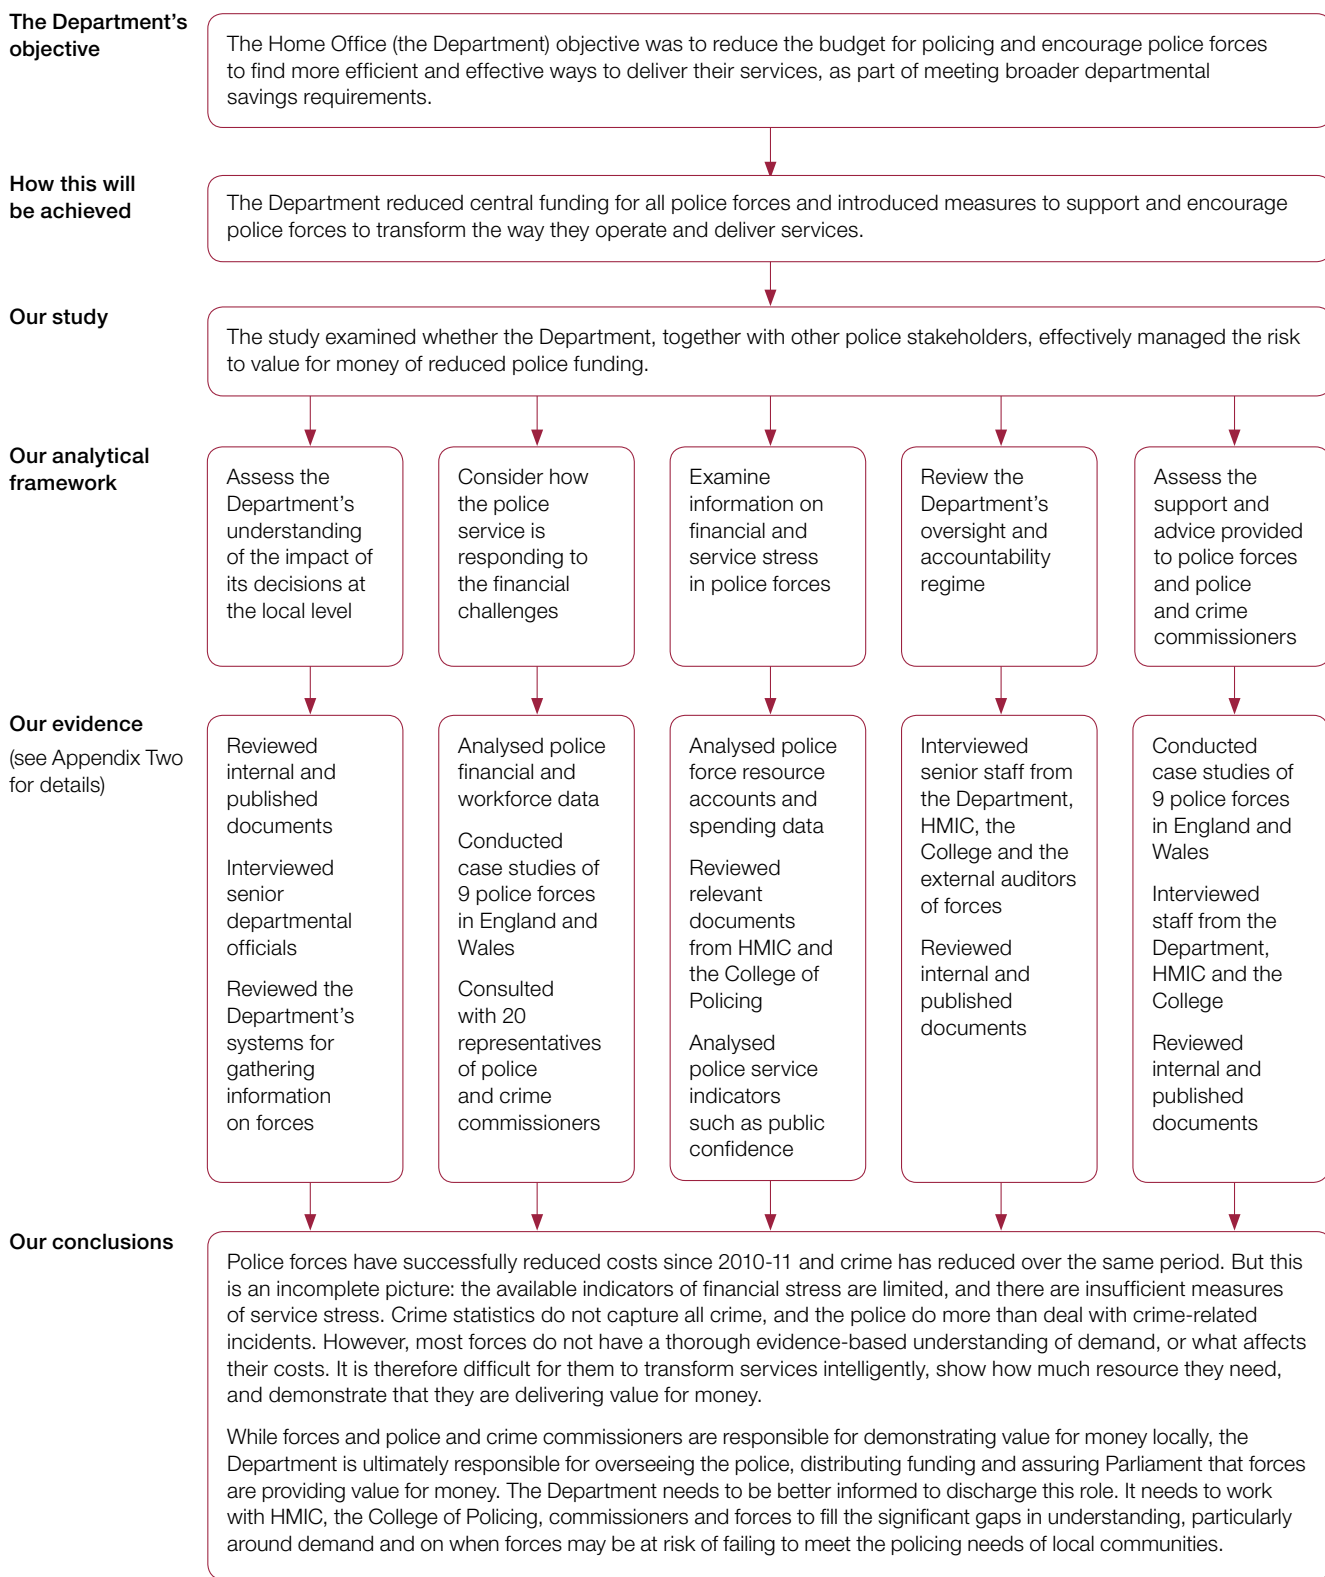 The Department's
objective
The Home Office (the Department) objective was to reduce the budget for policing and encourage police forces
to find more efficient and effective ways to deliver their services, as part of meeting broader departmental
savings requirements.
How this will
be achieved
The Department reduced central funding for all police forces and introduced measures to support and encourage
police forces to transform the way they operate and deliver services.
Our study
The study examined whether the Department, together with other police stakeholders, effectively managed the risk
to value for money of reduced police funding.
Our analytical
framework
Assess the
Department's
understanding
of the impact of
its decisions at
the local level
Consider how
the police
service is
responding to
the financial
challenges
Examine
information on
financial and
service stress
in police forces
Review the
Department's
oversight and
accountability
regime
Assess the
support and
advice provided
to police forces
and police
and crime
commissioners
Our evidence
(see Appendix Two
for details)
Reviewed
internal and
published
documents
Interviewed
senior
departmental
officials
Reviewed the
Department's
systems for
gathering
information
on forces
Analysed police
financial and
workforce data
Conducted
case studies of
9 police forces
in England and
Wales
Consulted
with 20
representatives
of police
and crime
commissioners
Analysed police
force resource
accounts and
spending data
Reviewed
relevant
documents
from HMIC and
the College of
Policing
Analysed
police service
indicators
such as public
confidence
Interviewed
senior staff from
the Department,
HMIC, the
College and the
external auditors
of forces
Reviewed
internal and
published
documents
Conducted
case studies of
9 police forces
in England and
Wales
Interviewed
staff from the
Department,
HMIC and the
College
Reviewed
internal and
published
documents
Our conclusions
Police forces have successfully reduced costs since 2010-11 and crime has reduced over the same period. But this
is an incomplete picture: the available indicators of financial stress are limited, and there are insufficient measures
of service stress. Crime statistics do not capture all crime, and the police do more than deal with crime-related
incidents. However, most forces do not have a thorough evidence-based understanding of demand, or what affects
their costs. It is therefore difficult for them to transform services intelligently, show how much resource they need,
and demonstrate that they are delivering value for money.
While forces and police and crime commissioners are responsible for demonstrating value for money locally, the
Department is ultimately responsible for overseeing the police, distributing funding and assuring Parliament that forces
are providing value for money. The Department needs to be better informed to discharge this role. It needs to work
with HMIC, the College of Policing, commissioners and forces to fill the significant gaps in understanding, particularly
around demand and on when forces may be at risk of failing to meet the policing needs of local communities.